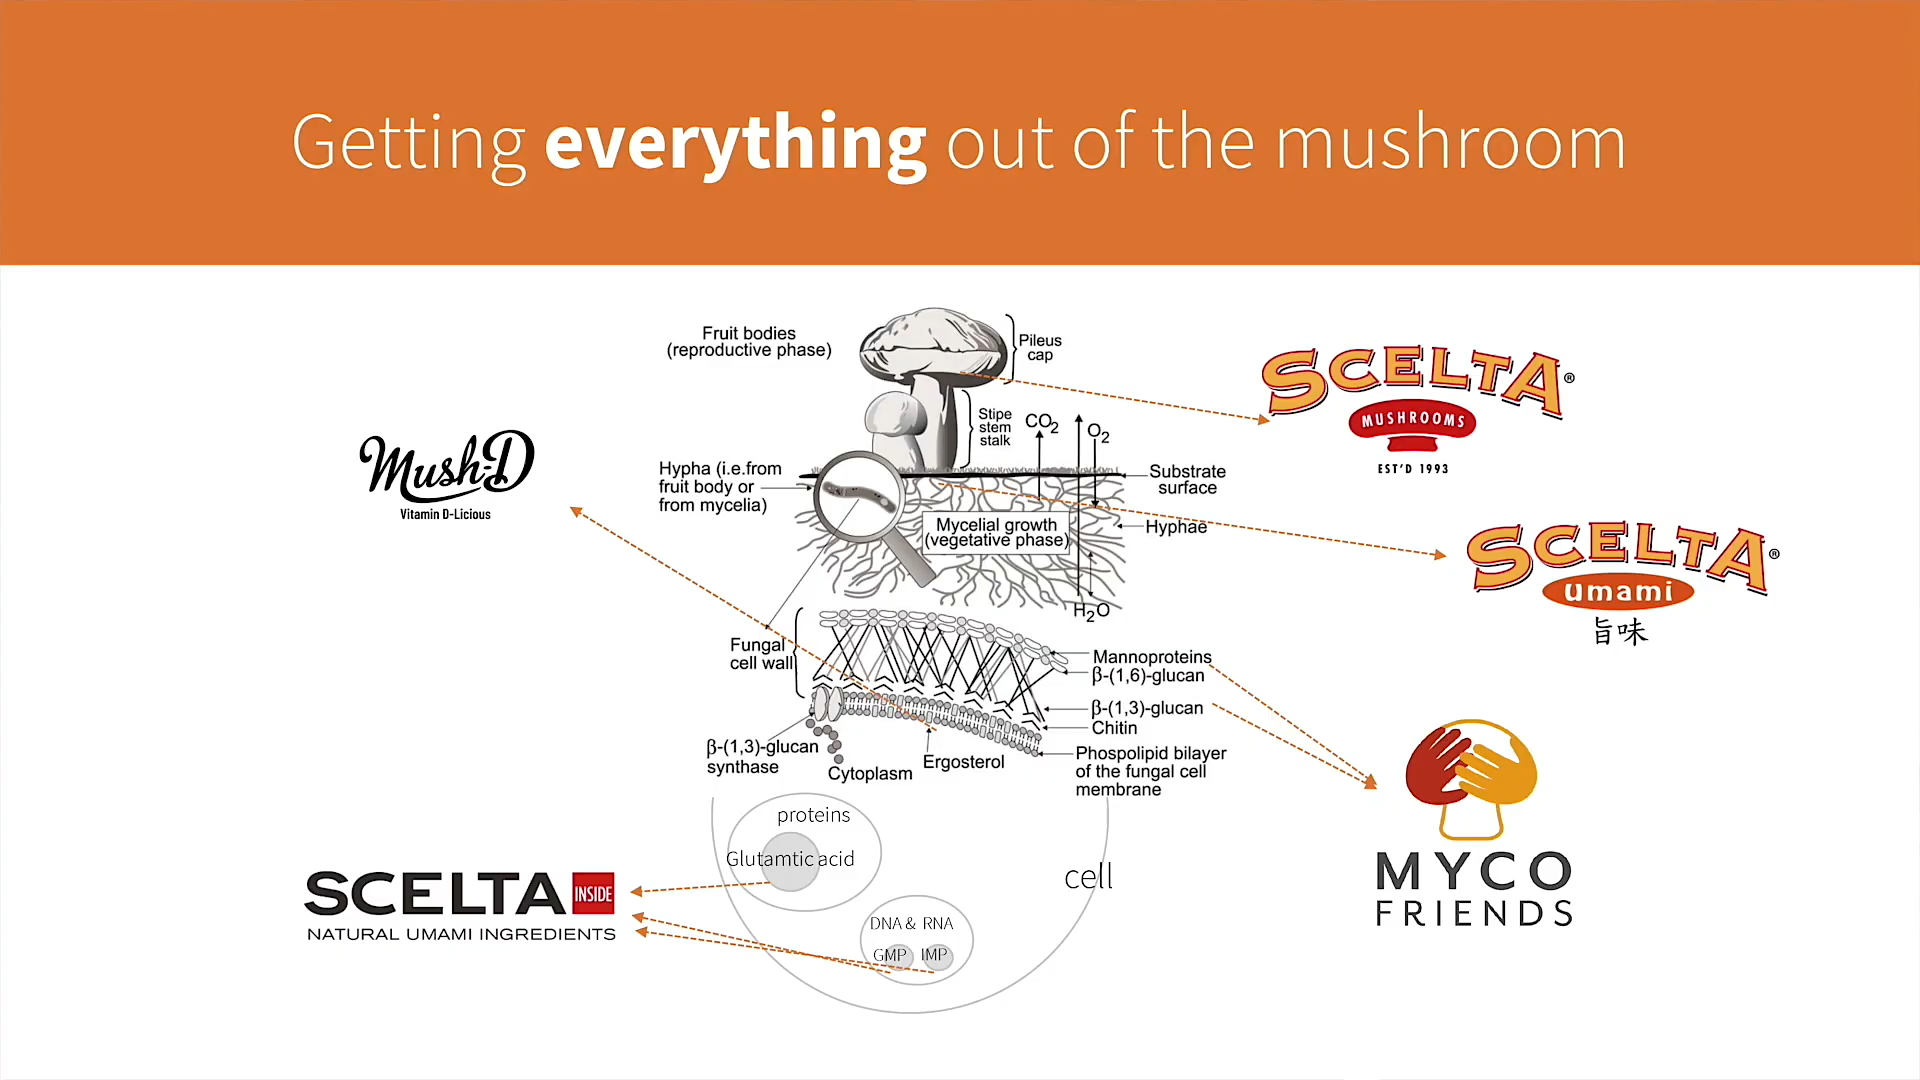 Getting everything out of the mushroom
Fruit bodies
(reproductive phase)
Pileus
cap
Stipe
stem
stalk
CO2
O2
SCELTA®
MUSHROOMS
EST'D 1993
Mush-D
Vitamin D-Licious
Hypha (i.e.from
fruit body or
from mycelia)
Substrate
surface
Mycelial growth
(vegetative phase)
Hyphae
SCELTA®
umami
旨味
H2O
Fungal
cell wall
Mannoproteins
β-(1,6)-glucan
β-(1,3)-glucan
Chitin
β-(1,3)-glucan
synthase
Cytoplasm
Ergosterol
Phospolipid bilayer
of the fungal cell
membrane
proteins
Glutamtic acid
cell
DNA & RNA
GMP IMP
SCELTA INSIDE
NATURAL UMAMI INGREDIENTS
MYCO
FRIENDS